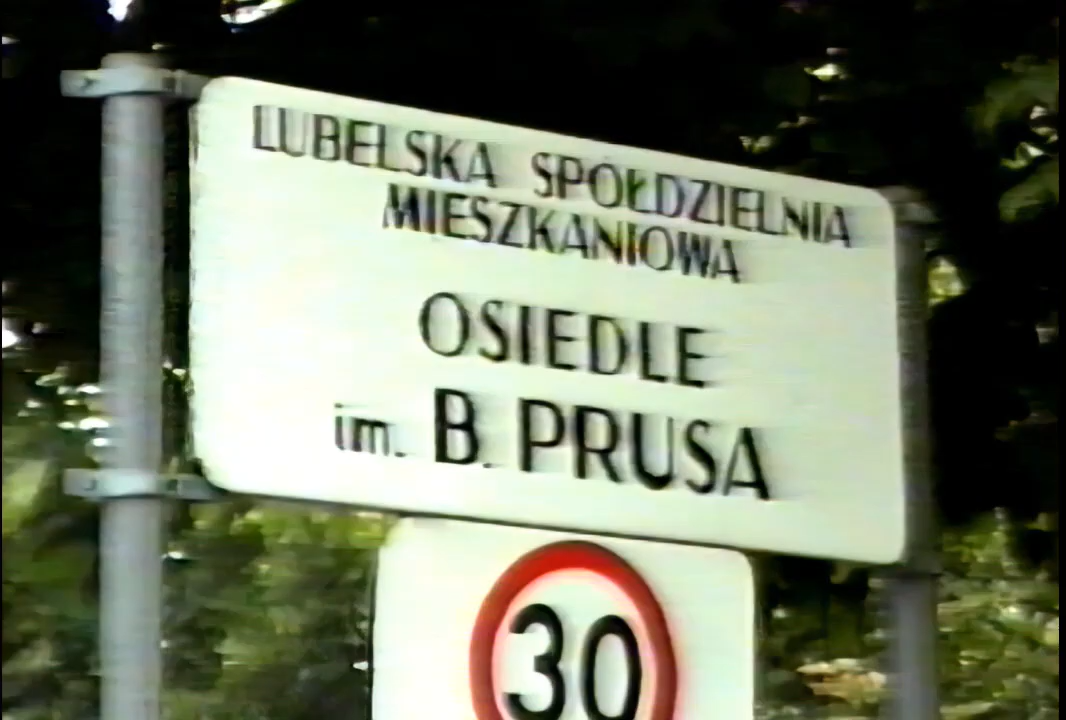 LUBELSKA SPÓŁDZIELNIA
MIESZKANIOWA
OSIEDLE
im. B. PRUSA
30